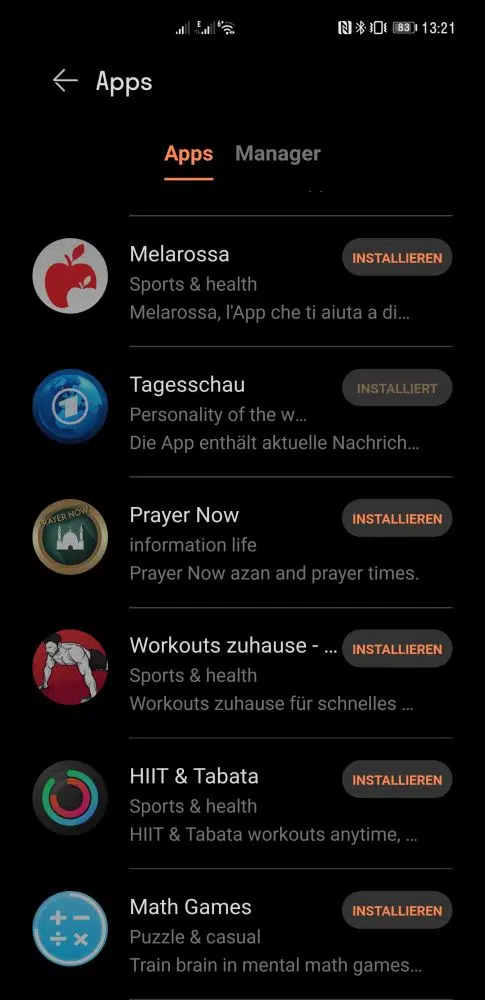 E 6+ 83 13:21
Apps
Apps Manager
Melarossa INSTALLIEREN
Sports & health
Melarossa, l'App che ti aiuta a di...
1
Tagesschau INSTALLIERT
Personality of the w...
Die App enthält aktuelle Nachrich...
PRAYER NOW
Prayer Now INSTALLIEREN
information life
Prayer Now azan and prayer times.
Workouts zuhause - ... INSTALLIEREN
Sports & health
Workouts zuhause für schnelles ...
HIIT & Tabata INSTALLIEREN
Sports & health
HIIT & Tabata workouts anytime, ...
+ − ÷ ×
Math Games INSTALLIEREN
Puzzle & casual
Train brain in mental math games...